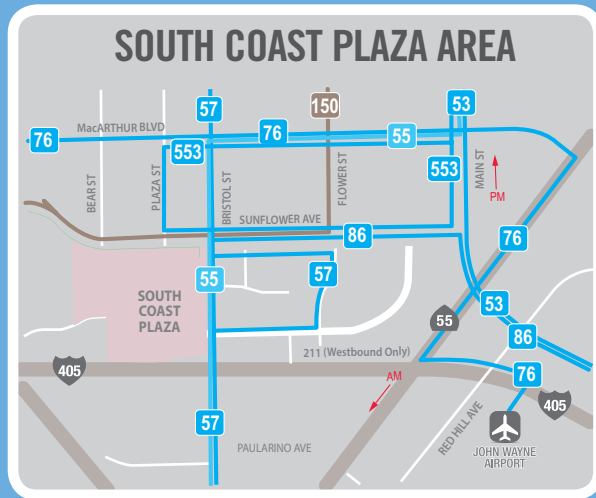 SOUTH COAST PLAZA AREA
57
150
53
76
MacARTHUR BLVD
76
55
553
553
BEAR ST
PLAZA ST
BRISTOL ST
FLOWER ST
MAIN ST
PM
SUNFLOWER AVE
86
76
55
57
SOUTH
COAST
PLAZA
53
55
86
211 (Westbound Only)
405
AM
76
405
57
RED HILL AVE
PAULARINO AVE
JOHN WAYNE
AIRPORT